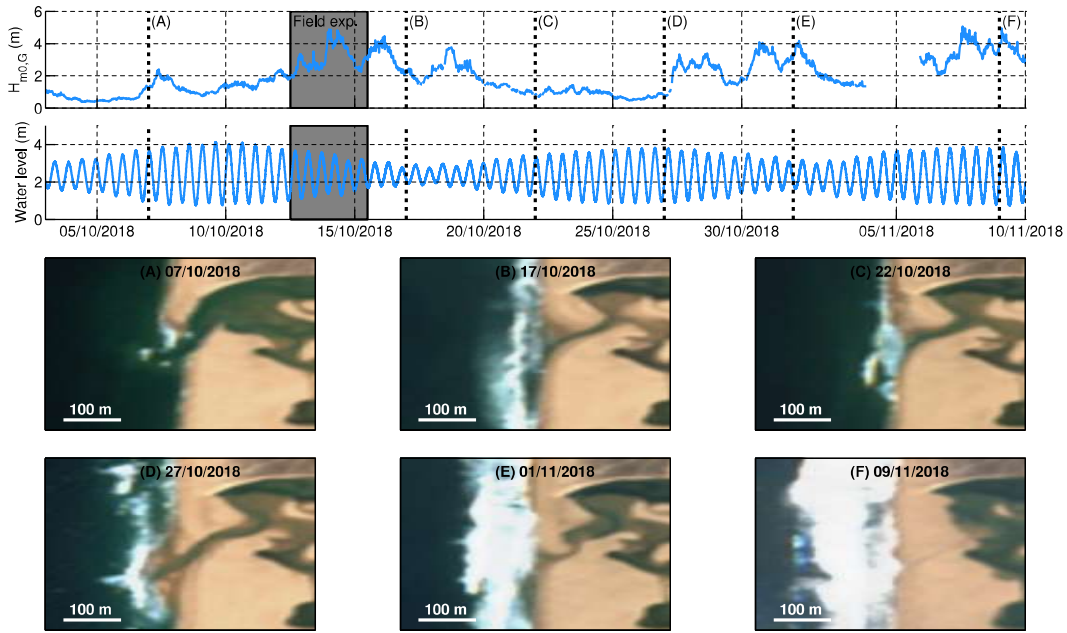 6
4
2
0
H m0,G (m)
(A)
Field exp.
(B)
(C)
(D)
(E)
(F)
4
2
0
Water level (m)
05/10/2018
10/10/2018
15/10/2018
20/10/2018
25/10/2018
30/10/2018
05/11/2018
10/11/2018
(A) 07/10/2018
100 m
(B) 17/10/2018
100 m
(C) 22/10/2018
100 m
(D) 27/10/2018
100 m
(E) 01/11/2018
100 m
(F) 09/11/2018
100 m